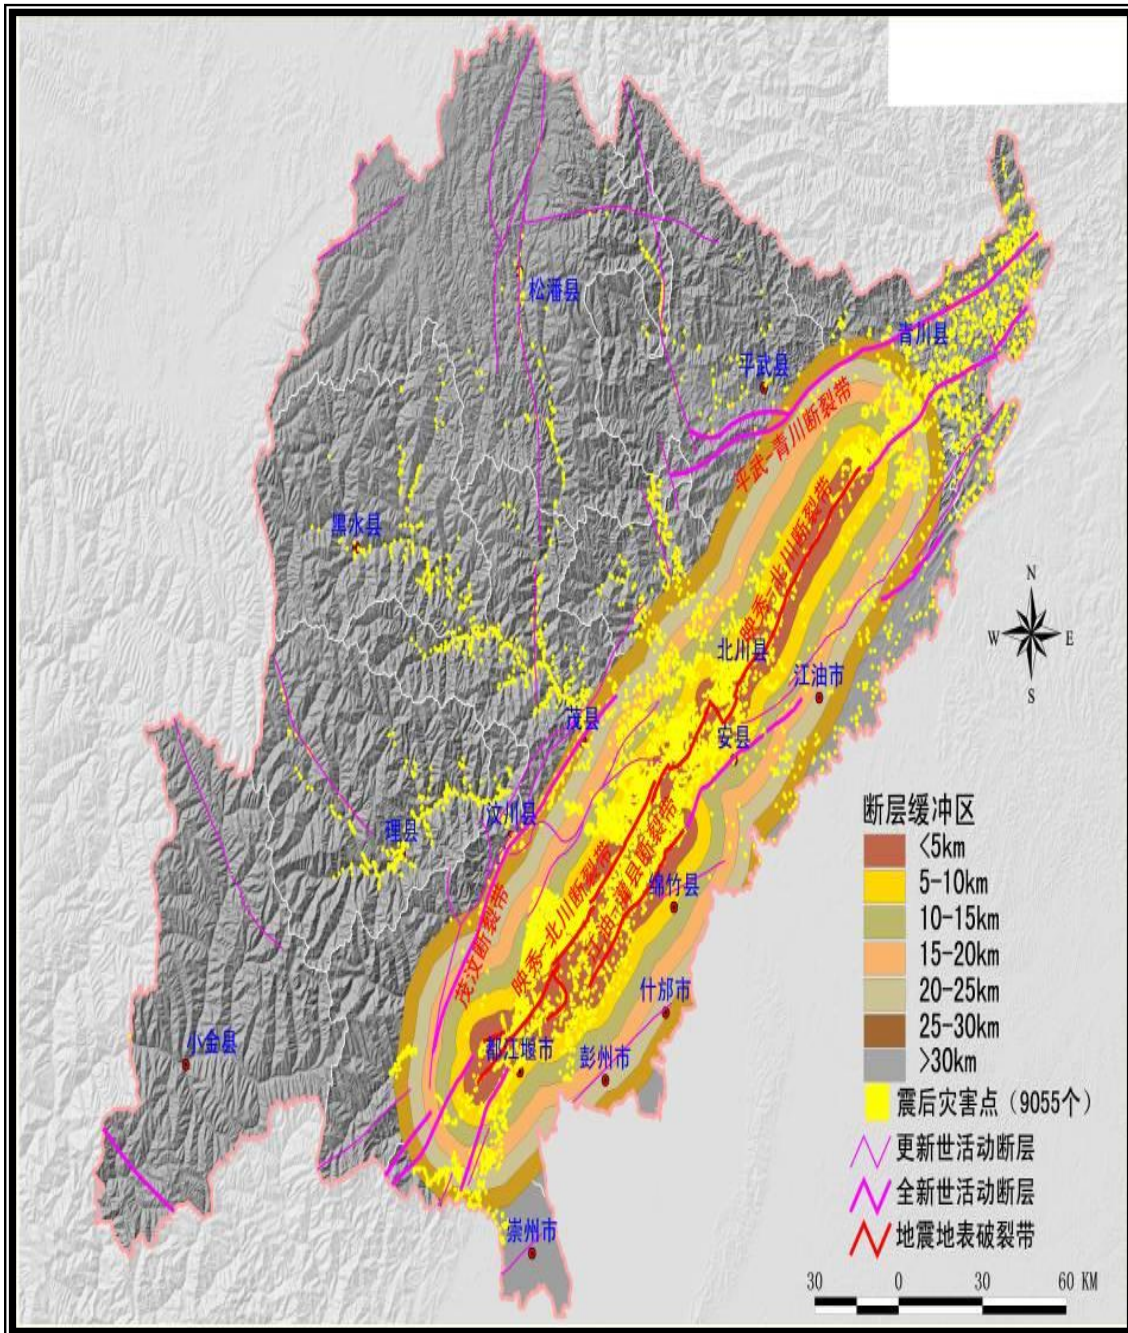 松潘县
青川县
平武县
平武-青川断裂带
黑水县
映秀-北川断裂带
北川县
江油市
茂县
安县
汶川县
理县
茂汶断裂带
映秀-北川断裂带
江油-灌县断裂带
绵竹县
什邡市
都江堰市
彭州市
小金县
崇州市
N
W E
S
断层缓冲区
<5km
5-10km
10-15km
15-20km
20-25km
25-30km
>30km
震后灾害点（9055个）
更新世活动断层
全新世活动断层
地震地表破裂带
30 0 30 60 KM